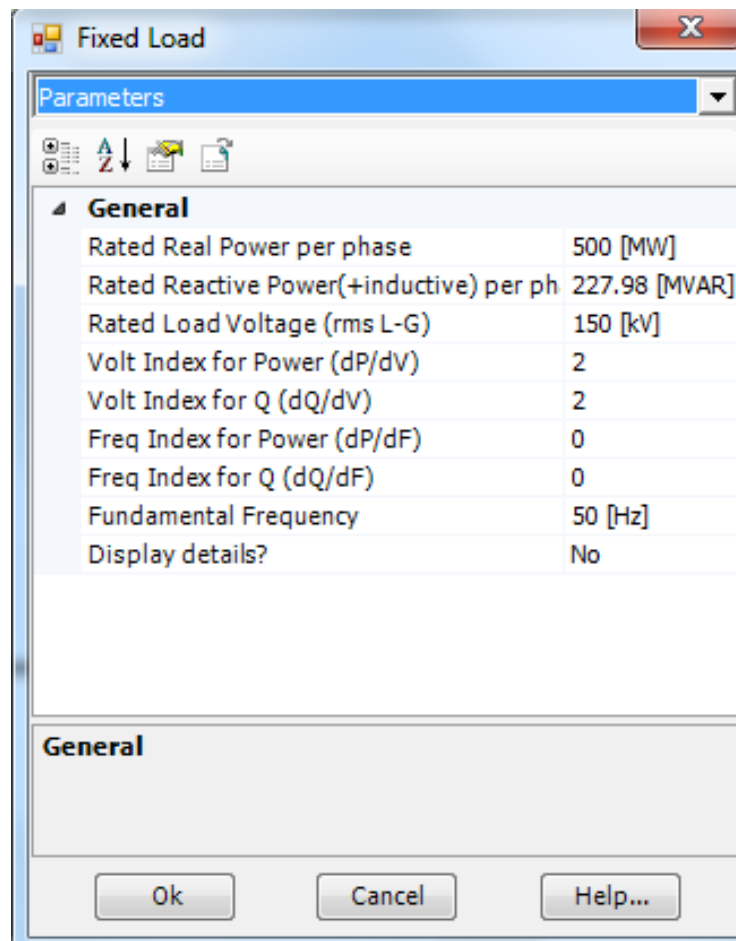 Fixed Load
Parameters
General
Rated Real Power per phase 500 [MW]
Rated Reactive Power(+inductive) per ph 227.98 [MVAR]
Rated Load Voltage (rms L-G) 150 [kV]
Volt Index for Power (dP/dV) 2
Volt Index for Q (dQ/dV) 2
Freq Index for Power (dP/dF) 0
Freq Index for Q (dQ/dF) 0
Fundamental Frequency 50 [Hz]
Display details? No
General
Ok Cancel Help...